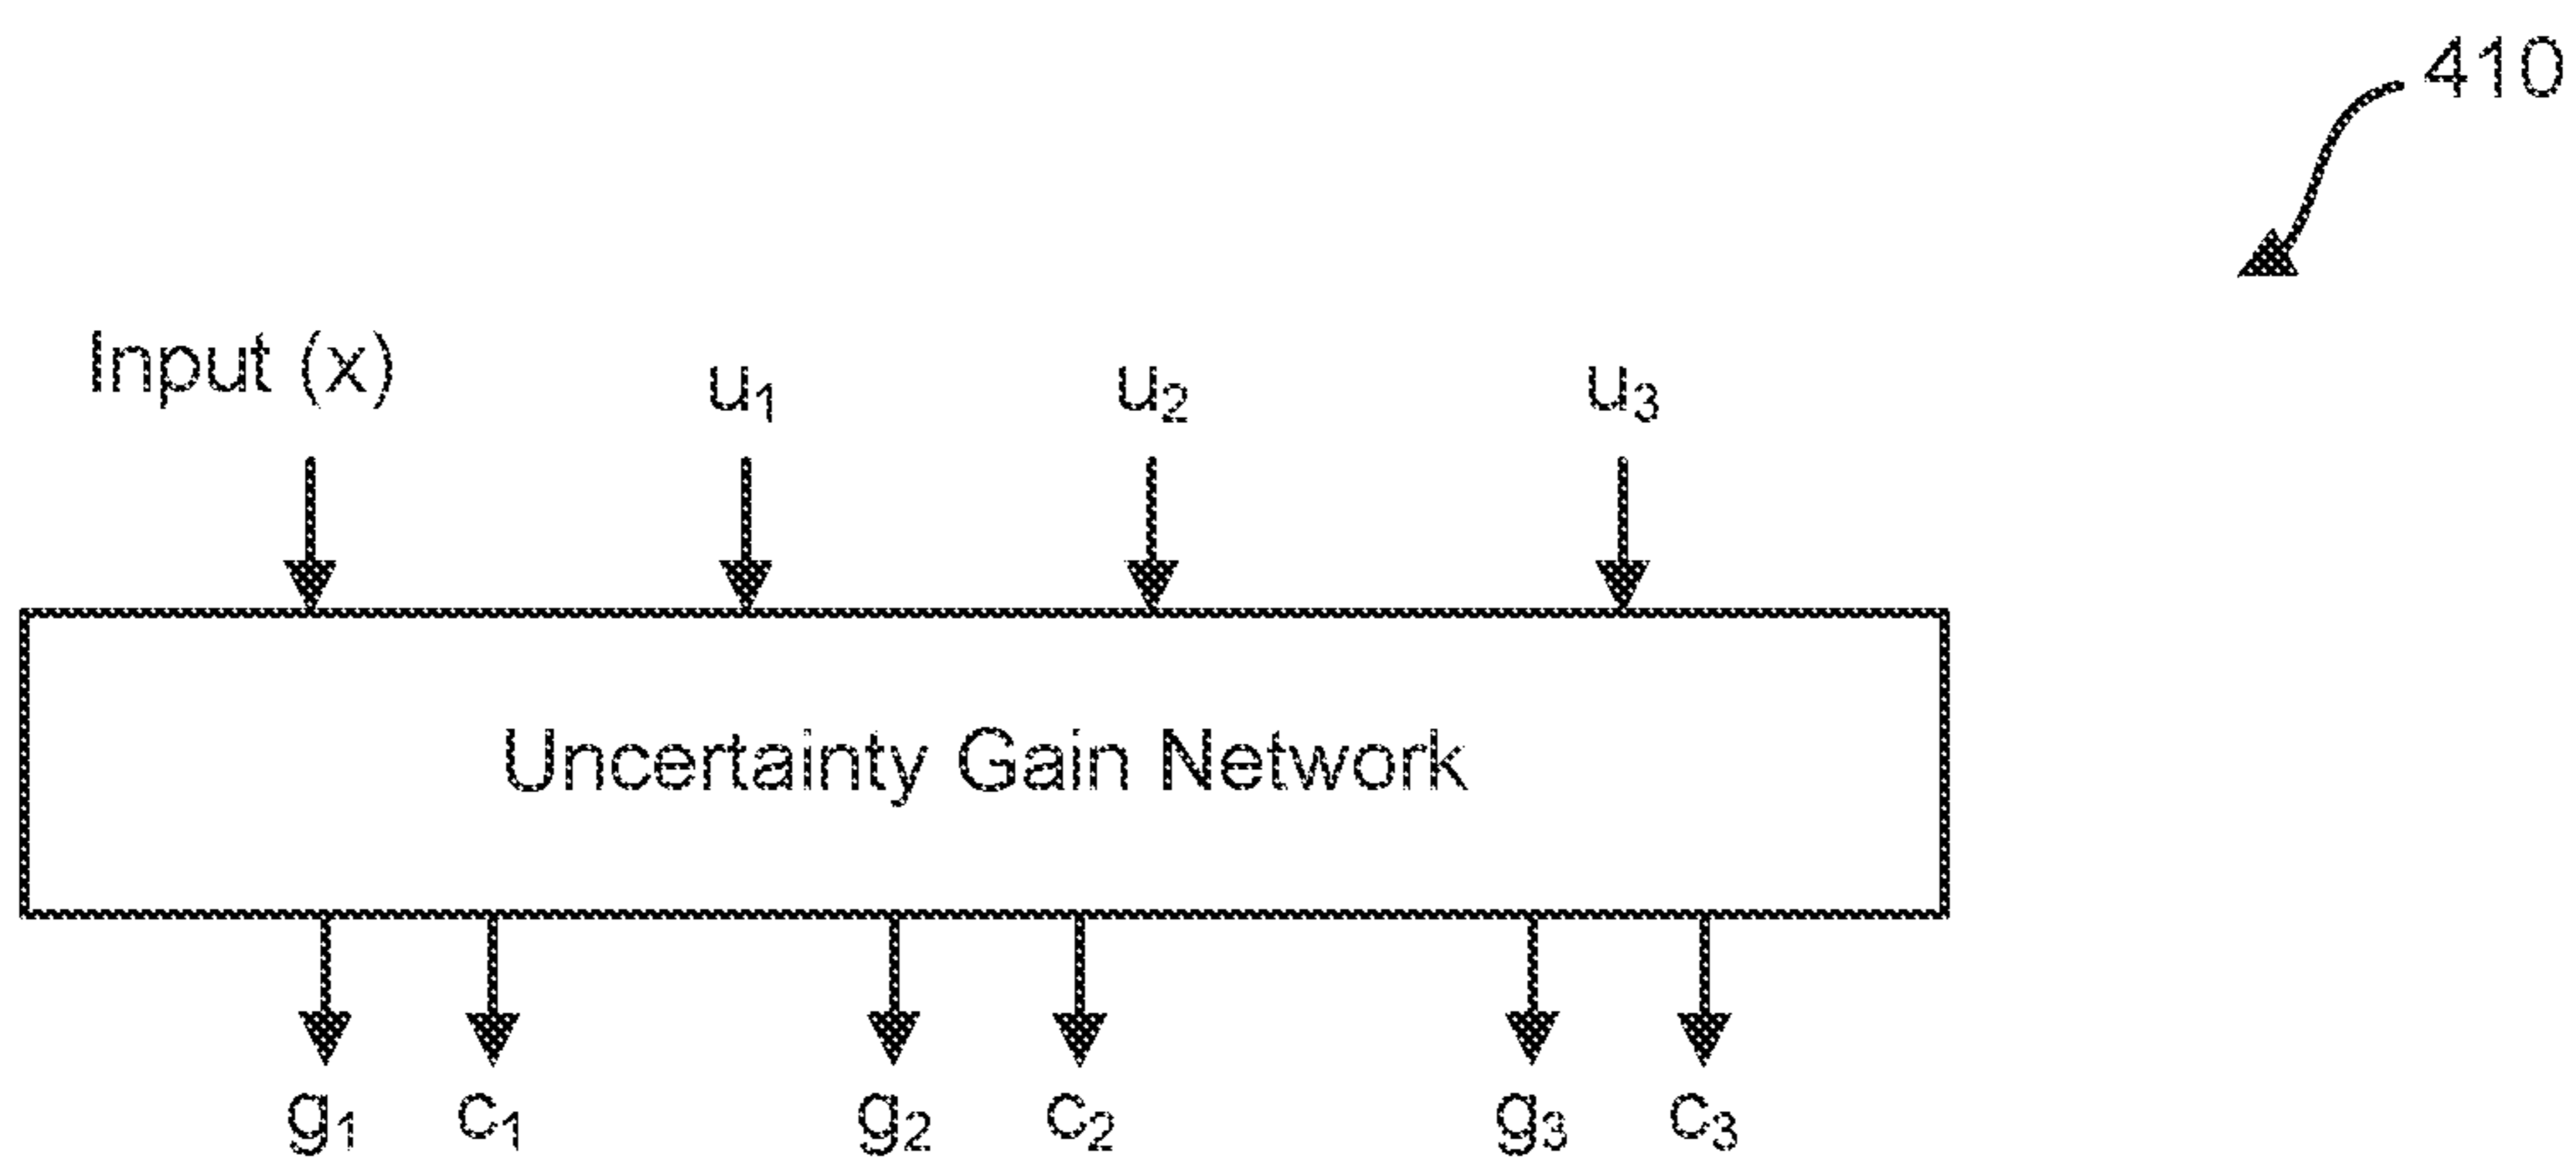 410
Input (x) u₁ u₂ u₃
Uncertainty Gain Network
g₁ c₁ g₂ c₂ g₃ c₃